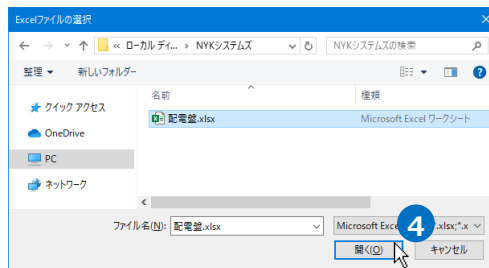 Excelファイルの選択
« ローカル ディ... › NYKシステムズ
NYKシステムズの検索
整理 新しいフォルダー
名前 種類
クイック アクセス
配電盤.xlsx Microsoft Excel ワークシート
OneDrive
PC
ネットワーク
ファイル名(N): 配電盤.xlsx
Microsoft Exce .xlsx;*.x
4
開く(O) キャンセル